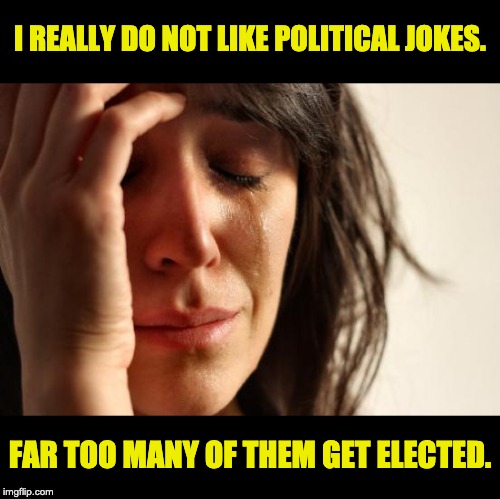 I REALLY DO NOT LIKE POLITICAL JOKES.
FAR TOO MANY OF THEM GET ELECTED.
imgflip.com